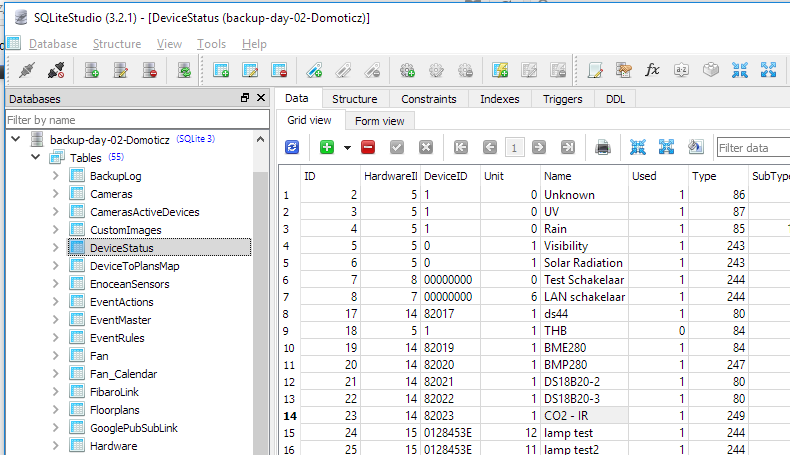 SQLiteStudio (3.2.1) - [DeviceStatus (backup-day-02-Domoticz)]
Database Structure View Tools Help
Databases
Filter by name
backup-day-02-Domoticz (SQLite 3)
Tables (55)
BackupLog
Cameras
CamerasActiveDevices
CustomImages
DeviceStatus
DeviceToPlansMap
EnoceanSensors
EventActions
EventMaster
EventRules
Fan
Fan_Calendar
FibaroLink
Floorplans
GooglePubSubLink
Hardware
Data Structure Constraints Indexes Triggers DDL
Grid view Form view
1 Filter data
ID HardwareII DeviceID Unit Name Used Type SubType
1 2 5 1 0 Unknown 1 86
2 3 5 1 0 UV 1 87
3 4 5 1 0 Rain 1 85
4 5 5 0 1 Visibility 1 243
5 6 5 0 1 Solar Radiation 1 243
6 7 8 00000000 0 Test Schakelaar 1 244
7 8 7 00000000 6 LAN schakelaar 1 244
8 17 14 82017 1 ds44 1 80
9 18 5 1 1 THB 0 84
10 19 14 82019 1 BME280 1 84
11 20 14 82020 1 BMP280 1 247
12 21 14 82021 1 DS18B20-2 1 80
13 22 14 82022 1 DS18B20-3 1 80
14 23 14 82023 1 CO2 - IR 1 249
15 24 15 0128453E 12 lamp test 1 244
16 25 15 0128453E 11 lamp test2 1 244